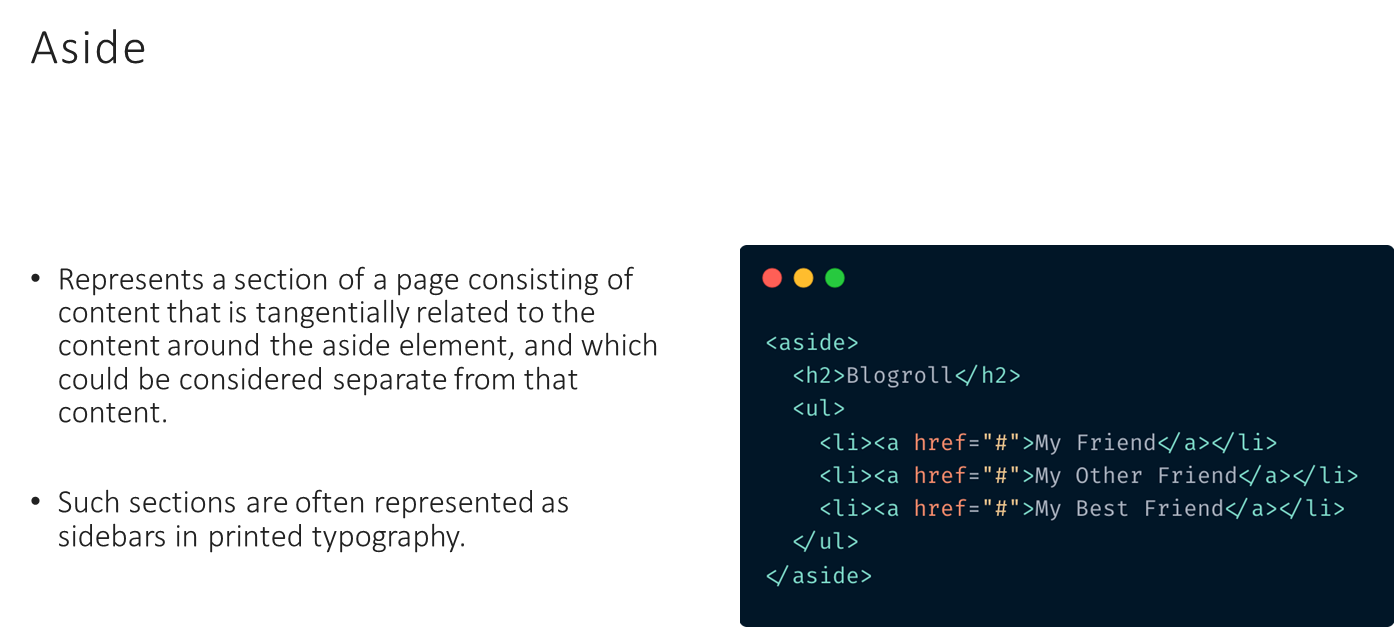 Aside
• Represents a section of a page consisting of
content that is tangentially related to the
content around the aside element, and which
could be considered separate from that
content.
• Such sections are often represented as
sidebars in printed typography.
<aside>
  <h2>Blogroll</h2>
  <ul>
    <li><a href="#">My Friend</a></li>
    <li><a href="#">My Other Friend</a></li>
    <li><a href="#">My Best Friend</a></li>
  </ul>
</aside>